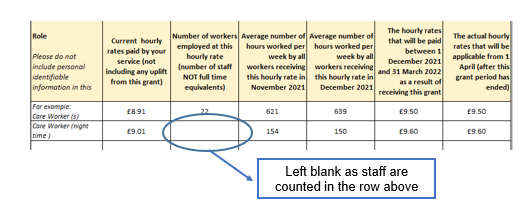 Role
Please do not
include personal
identifiable
information in this
Current hourly
rates paid by your
service (not
including any uplift
from this grant)
Number of workers
employed at this
hourly rate
(number of staff
NOT full time
equivalents)
Average number of
hours worked per
week by all
workers receiving
this hourly rate in
November 2021
Average number of
hours worked per
week by all
workers receiving
this hourly rate in
December 2021
The hourly rates
that will be paid
between 1
December 2021
and 31 March 2022
as a result of
receiving this grant
The actual hourly
rates that will be
applicable from 1
April (after this
grant period has
ended)
For example:
Care Worker (s)
£8.91
22
621
639
£9.50
£9.50
Care Worker (night
time )
£9.01
154
150
£9.60
£9.60
Left blank as staff are
counted in the row above